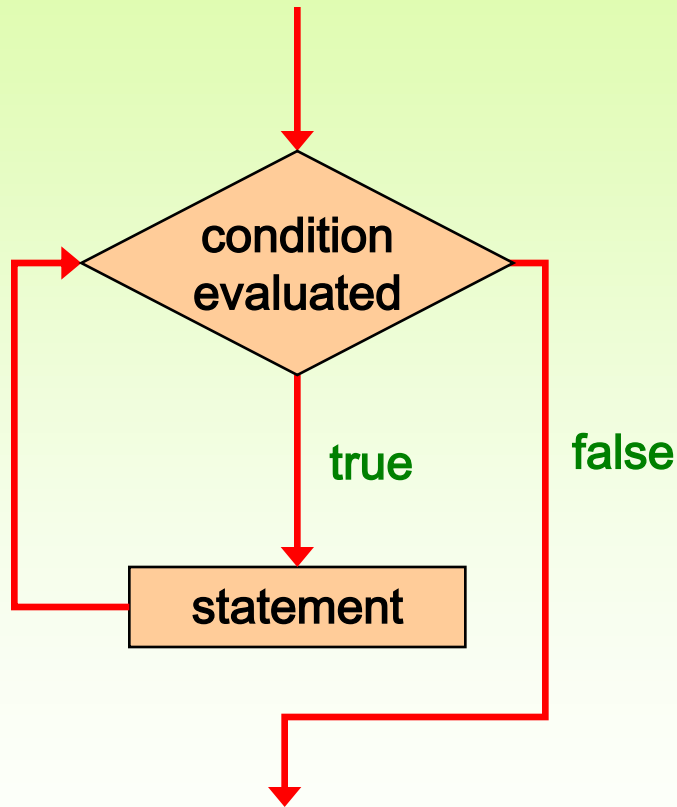 condition
evaluated
true
false
statement